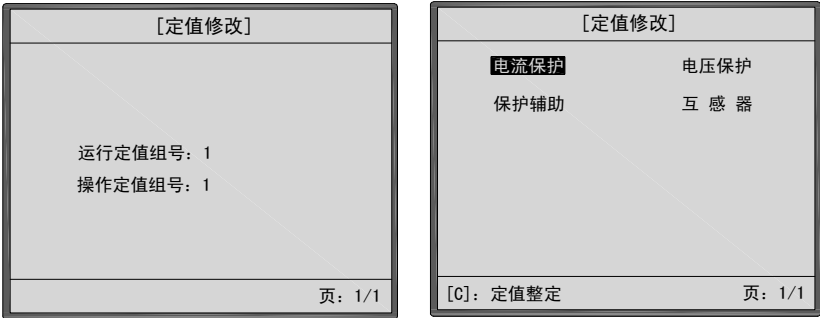 [定值修改]
运行定值组号：1
操作定值组号：1
页：1/1
[定值修改]
电流保护 电压保护
保护辅助 互 感 器
[C]：定值整定 页：1/1